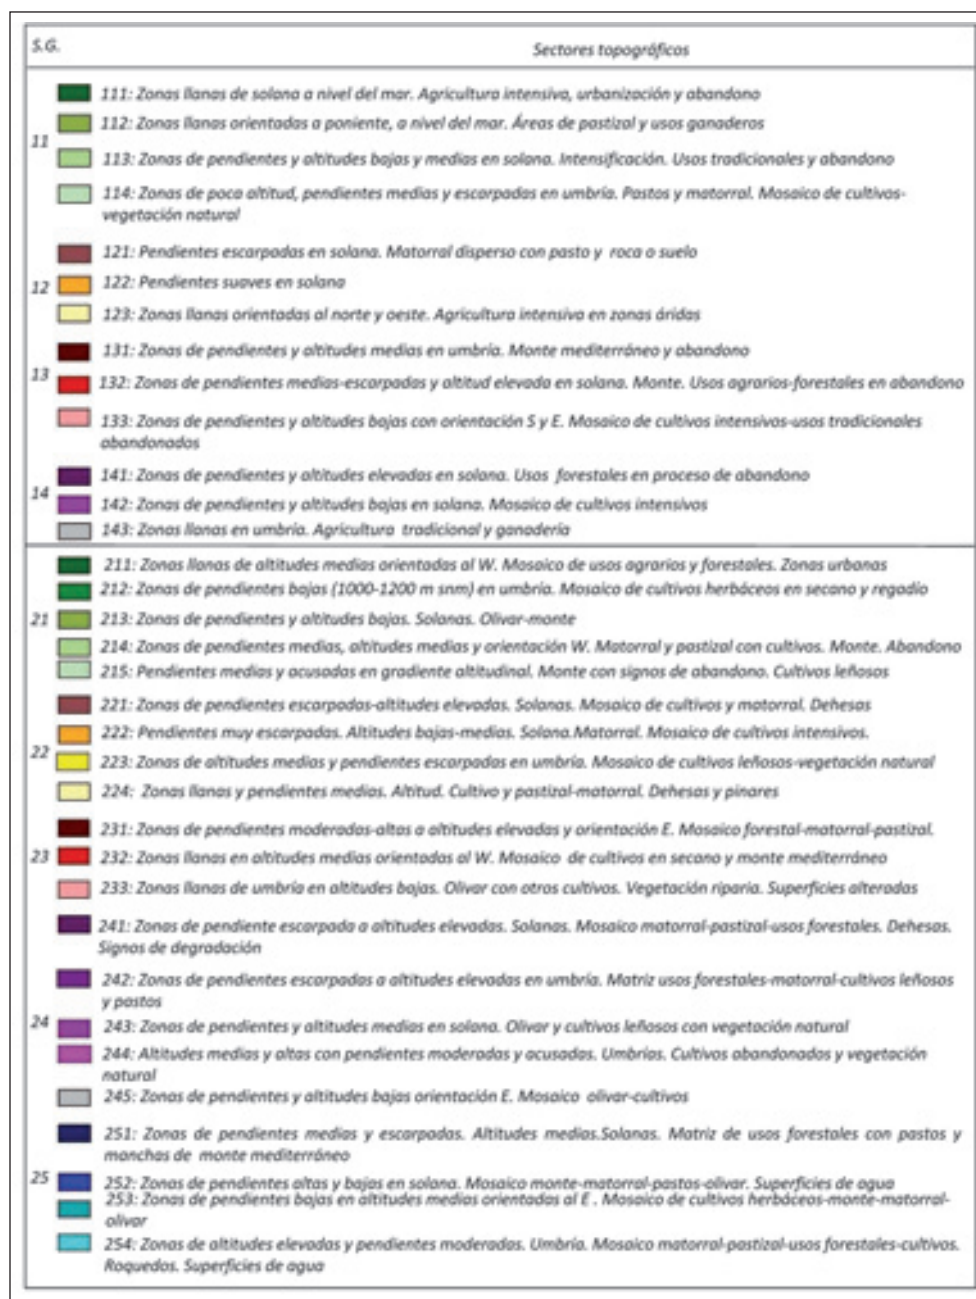 S.G. Sectores topográficos
111: Zonas llanas de solana a nivel del mar. Agricultura intensiva, urbanización y abandono
112: Zonas llanas orientadas a poniente, a nivel del mar. Áreas de pastizal y usos ganaderos
11
113: Zonas de pendientes y altitudes bajas y medias en solana. Intensificación. Usos tradicionales y abandono
114: Zonas de poca altitud, pendientes medias y escarpadas en umbría. Pastos y matorral. Mosaico de cultivos-
vegetación natural
121: Pendientes escarpadas en solana. Matorral disperso con pasto y roca o suelo
12
122: Pendientes suaves en solana
123: Zonas llanas orientadas al norte y oeste. Agricultura intensiva en zonas áridas
131: Zonas de pendientes y altitudes medias en umbría. Monte mediterráneo y abandono
13
132: Zonas de pendientes medias-escarpadas y altitud elevada en solana. Monte. Usos agrarios-forestales en abandono
133: Zonas de pendientes y altitudes bajas con orientación S y E. Mosaico de cultivos intensivos-usos tradicionales
abandonados
141: Zonas de pendientes y altitudes elevadas en solana. Usos forestales en proceso de abandono
14
142: Zonas de pendientes y altitudes bajas en solana. Mosaico de cultivos intensivos
143: Zonas llanas en umbría. Agricultura tradicional y ganadería
211: Zonas llanas de altitudes medias orientadas al W. Mosaico de usos agrarios y forestales. Zonas urbanas
212: Zonas de pendientes bajas (1000-1200 m snm) en umbría. Mosaico de cultivos herbáceos en secano y regadío
21
213: Zonas de pendientes y altitudes bajas. Solanas. Olivar-monte
214: Zonas de pendientes medias, altitudes medias y orientación W. Matorral y pastizal con cultivos. Monte. Abandono
215: Pendientes medias y acusadas en gradiente altitudinal. Monte con signos de abandono. Cultivos leñosos
221: Zonas de pendientes escarpadas-altitudes elevadas. Solanas. Mosaico de cultivos y matorral. Dehesas
222: Pendientes muy escarpadas. Altitudes bajas-medias. Solana.Matorral. Mosaico de cultivos intensivos.
22
223: Zonas de altitudes medias y pendientes escarpadas en umbría. Mosaico de cultivos leñosos-vegetación natural
224: Zonas llanas y pendientes medias. Altitud. Cultivo y pastizal-matorral. Dehesas y pinares
231: Zonas de pendientes moderadas-altas a altitudes elevadas y orientación E. Mosaico forestal-matorral-pastizal.
23
232: Zonas llanas en altitudes medias orientadas al W. Mosaico de cultivos en secano y monte mediterráneo
233: Zonas llanas de umbría en altitudes bajas. Olivar con otros cultivos. Vegetación riparia. Superficies alteradas
241: Zonas de pendiente escarpada a altitudes elevadas. Solanas. Mosaico matorral-pastizal-usos forestales. Dehesas.
Signos de degradación
242: Zonas de pendientes escarpadas a altitudes elevadas en umbría. Matriz usos forestales-matorral-cultivos leñosos
y pastos
24
243: Zonas de pendientes y altitudes medias en solana. Olivar y cultivos leñosos con vegetación natural
244: Altitudes medias y altas con pendientes moderadas y acusadas. Umbrías. Cultivos abandonados y vegetación
natural
245: Zonas de pendientes y altitudes bajas orientación E. Mosaico olivar-cultivos
251: Zonas de pendientes medias y escarpadas. Altitudes medias.Solanas. Matriz de usos forestales con pastos y
manchas de monte mediterráneo
25
252: Zonas de pendientes altas y bajas en solana. Mosaico monte-matorral-pastos-olivar. Superficies de agua
253: Zonas de pendientes bajas en altitudes medias orientadas al E . Mosaico de cultivos herbáceos-monte-matorral-
olivar
254: Zonas de altitudes elevadas y pendientes moderadas. Umbría. Mosaico matorral-pastizal-usos forestales-cultivos.
Roquedos. Superficies de agua